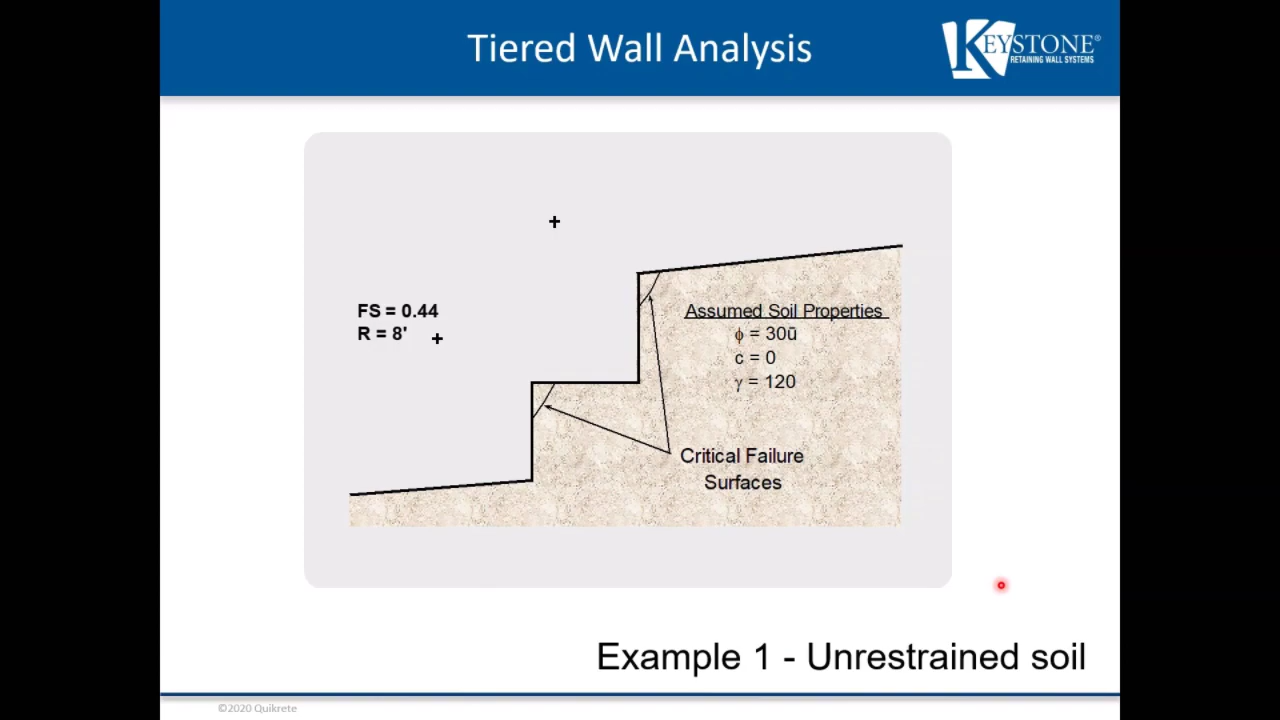 Tiered Wall Analysis
KEYSTONE®
RETAINING WALL SYSTEMS
FS = 0.44
R = 8'
Assumed Soil Properties
ϕ = 30ū
c = 0
γ = 120
Critical Failure
Surfaces
Example 1 - Unrestrained soil
©2020 Quikrete